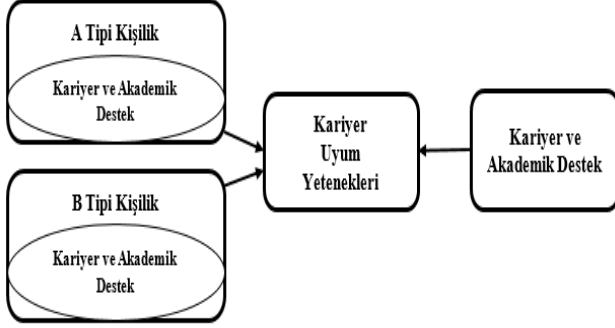 A Tipi Kişilik
Kariyer ve Akademik
Destek
B Tipi Kişilik
Kariyer ve Akademik
Destek
Kariyer
Uyum
Yetenekleri
Kariyer ve
Akademik Destek